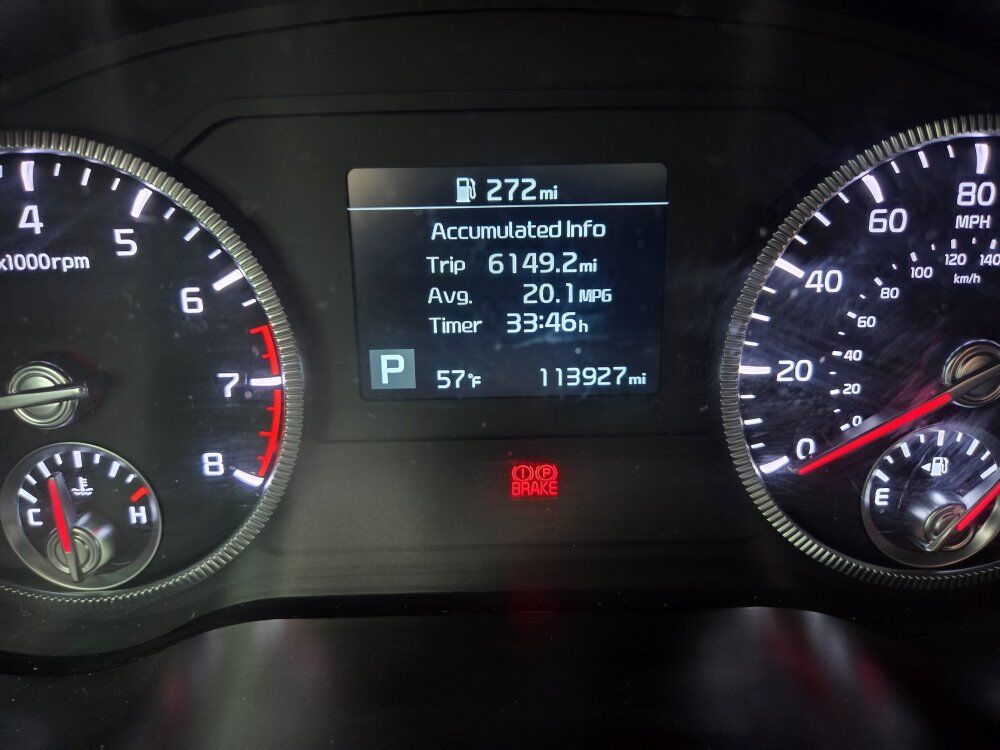 4
5
x1000rpm
6
7
8
C
H
272mi
Accumulated Info
Trip 6149.2mi
Avg. 20.1MPG
Timer 33:46h
P
57°F 113927mi
(!) (P)
BRAKE
80
MPH
60
40
20
0
140
120
100
km/h
80
60
40
20
0
E